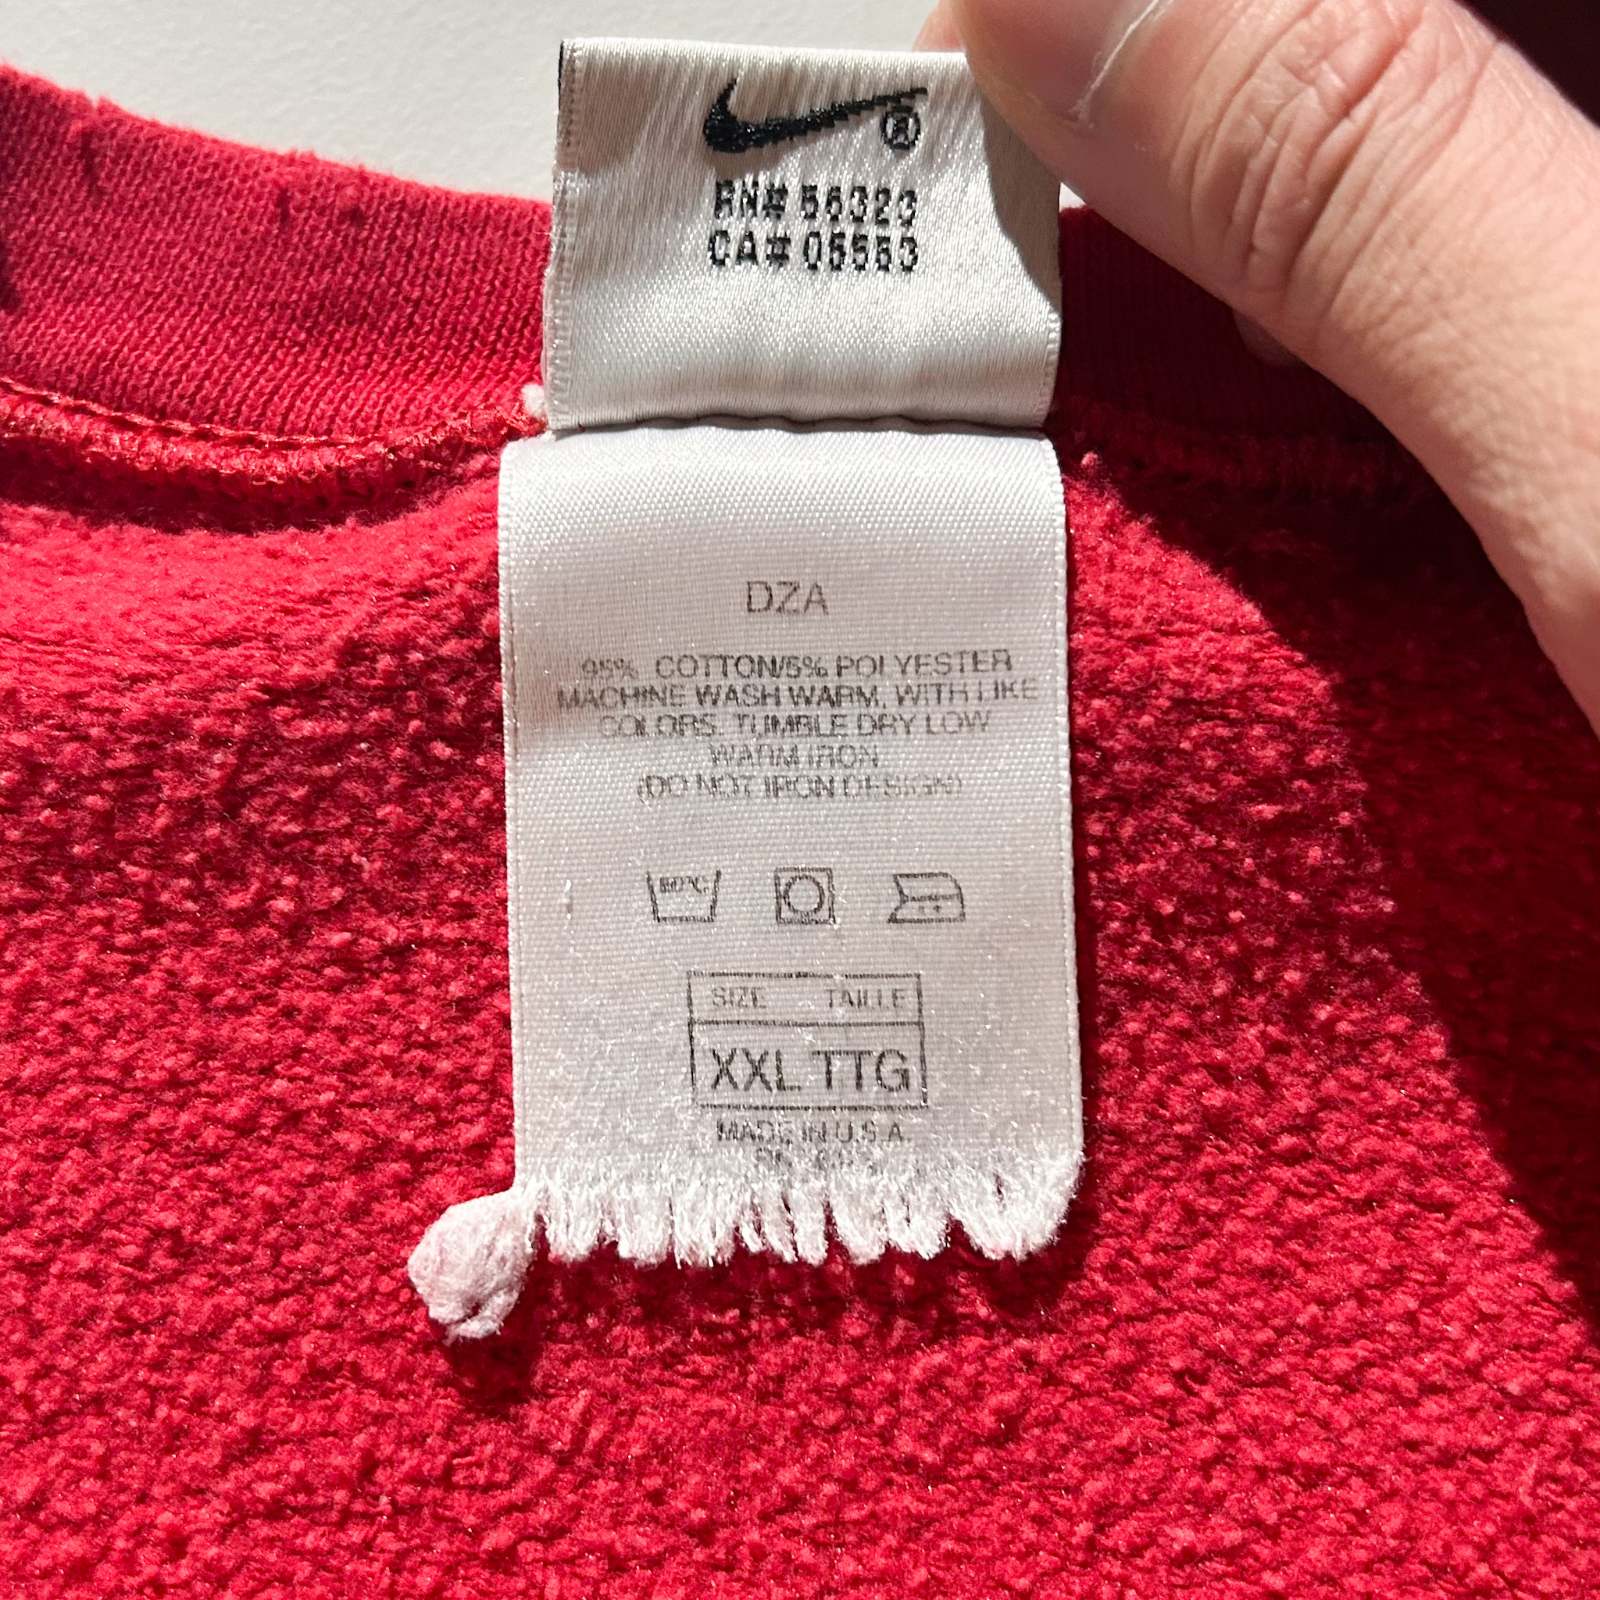 ®
RN# 56323
CA# 05553
DZA
95% COTTON/5% POLYESTER
MACHINE WASH WARM, WITH LIKE
COLORS. TUMBLE DRY LOW
WARM IRON.
(DO NOT IRON DESIGN)
SIZE TAILLE
XXL TTG
MADE IN U.S.A.